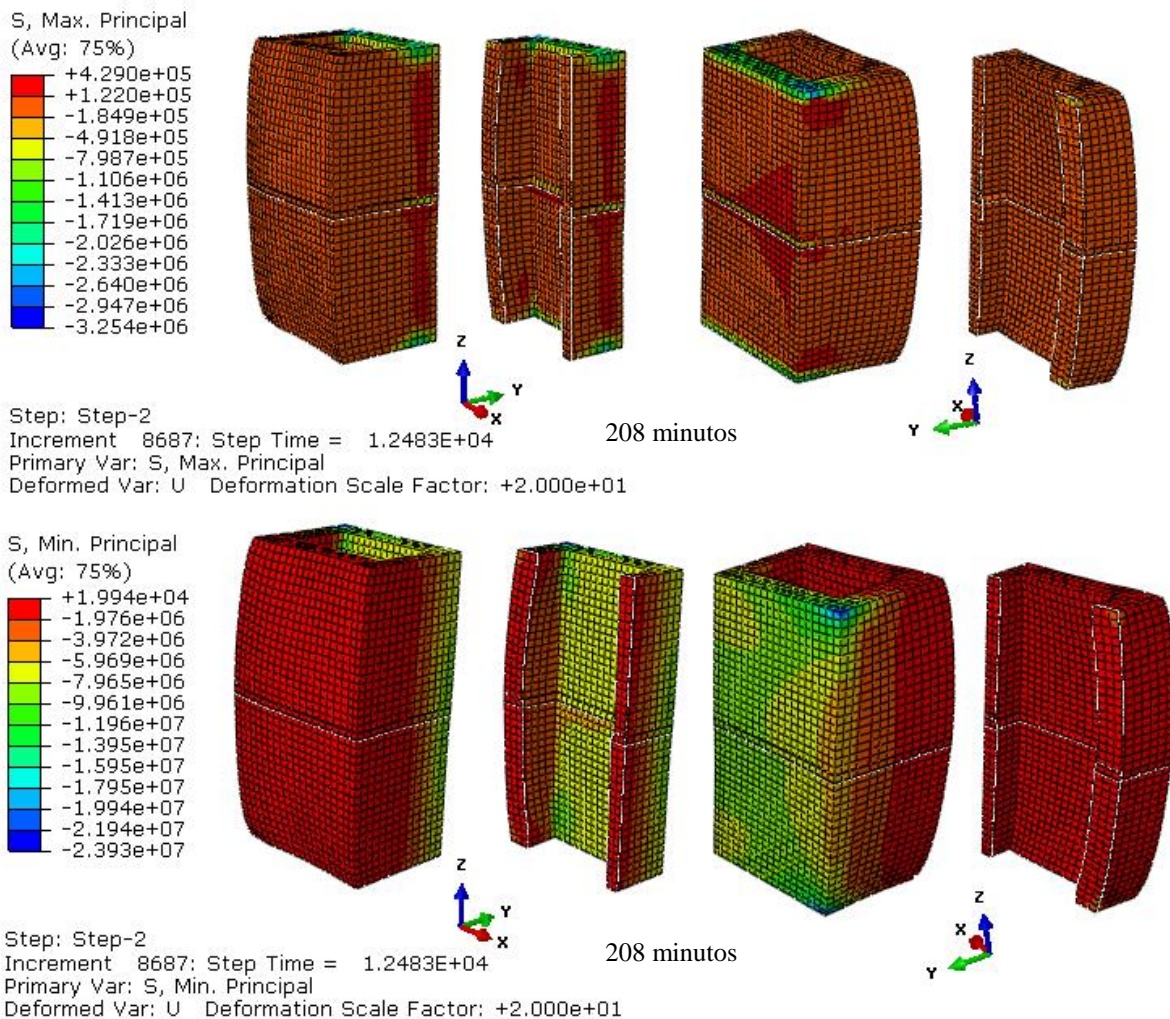 S, Max. Principal
(Avg: 75%)
+4.290e+05
+1.220e+05
-1.849e+05
-4.918e+05
-7.987e+05
-1.106e+06
-1.413e+06
-1.719e+06
-2.026e+06
-2.333e+06
-2.640e+06
-2.947e+06
-3.254e+06
Z
Y
X
Z
X
Y
Step: Step-2
Increment 8687: Step Time = 1.2483E+04
208 minutos
Primary Var: S, Max. Principal
Deformed Var: U Deformation Scale Factor: +2.000e+01
S, Min. Principal
(Avg: 75%)
+1.994e+04
-1.976e+06
-3.972e+06
-5.969e+06
-7.965e+06
-9.961e+06
-1.196e+07
-1.395e+07
-1.595e+07
-1.795e+07
-1.994e+07
-2.194e+07
-2.393e+07
Z
Y
X
Z
X
Y
Step: Step-2
Increment 8687: Step Time = 1.2483E+04
208 minutos
Primary Var: S, Min. Principal
Deformed Var: U Deformation Scale Factor: +2.000e+01